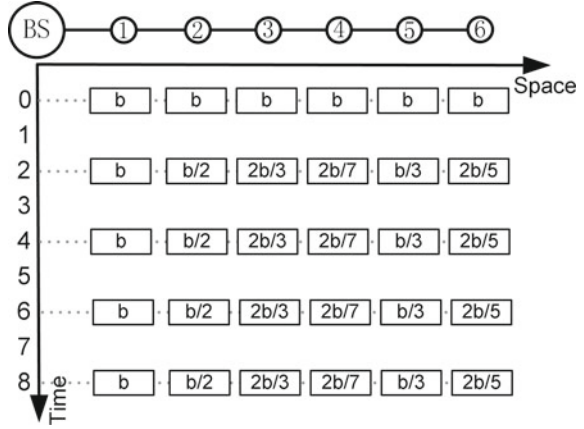 BS ① ② ③ ④ ⑤ ⑥
Space
0 b b b b b b
1
2 b b/2 2b/3 2b/7 b/3 2b/5
3
4 b b/2 2b/3 2b/7 b/3 2b/5
5
6 b b/2 2b/3 2b/7 b/3 2b/5
7
8 b b/2 2b/3 2b/7 b/3 2b/5
Time